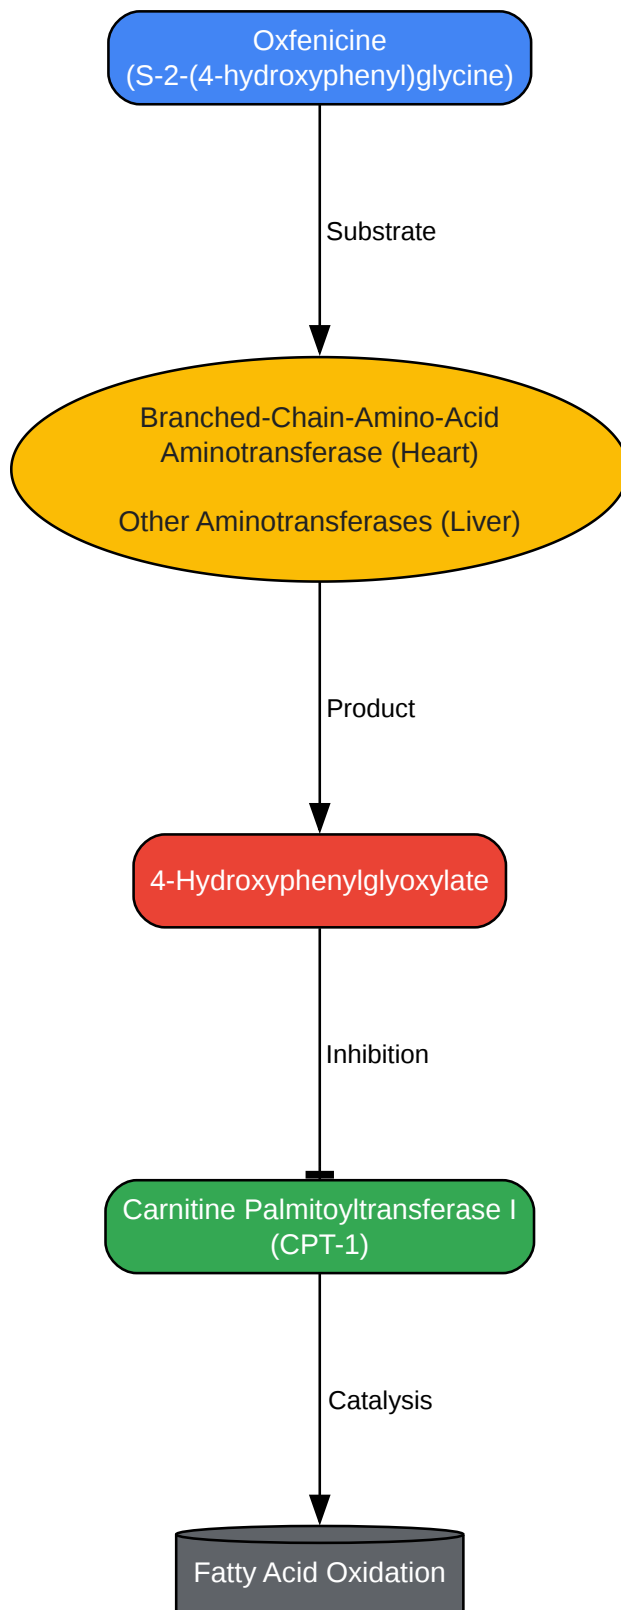 Oxfenicine
(S-2-(4-hydroxyphenyl)glycine)
Substrate
Branched-Chain-Amino-Acid
Aminotransferase (Heart)
Other Aminotransferases (Liver)
Product
4-Hydroxyphenylglyoxylate
Inhibition
Carnitine Palmitoyltransferase I
(CPT-1)
Catalysis
Fatty Acid Oxidation